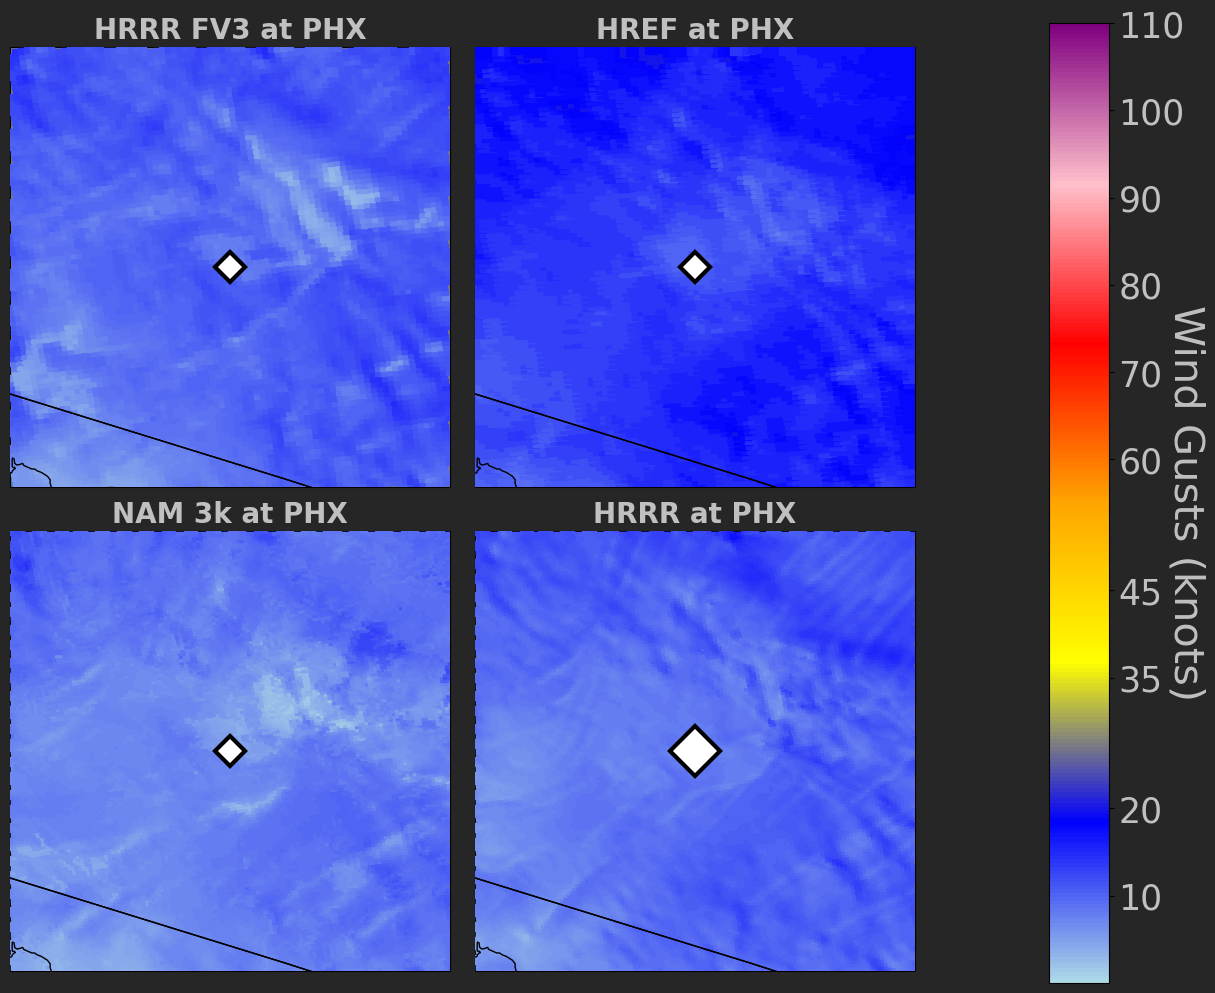 HRRR FV3 at PHX
HREF at PHX
NAM 3k at PHX
HRRR at PHX
110
100
90
80
70
60
45
35
20
10
Wind Gusts (knots)